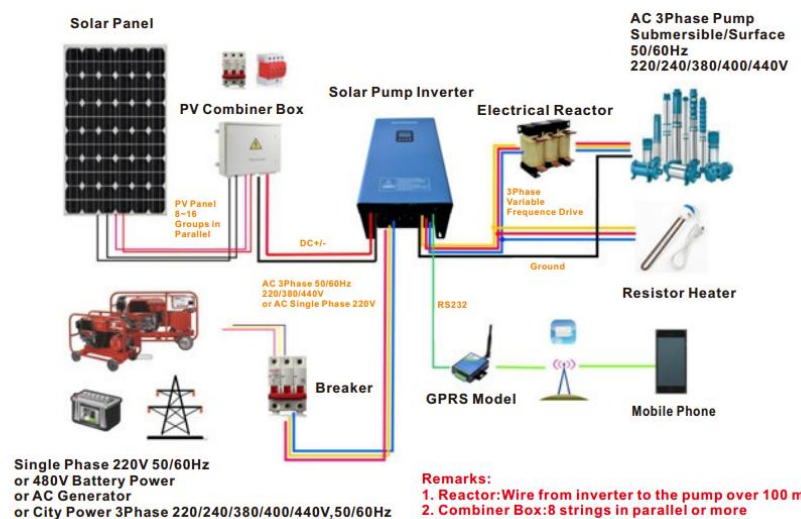 Solar Panel
PV Combiner Box
Solar Pump Inverter
Electrical Reactor
AC 3Phase Pump
Submersible/Surface
50/60Hz
220/240/380/400/440V
PV Panel
8~16
Groups in
Parallel
DC+/-
3Phase
Variable
Frequence Drive
Ground
Resistor Heater
AC 3Phase 50/60Hz
220/380/440V
or AC Single Phase 220V
RS232
Breaker
GPRS Model
Mobile Phone
Single Phase 220V 50/60Hz
or 480V Battery Power
or AC Generator
or City Power 3Phase 220/240/380/400/440V,50/60Hz
Remarks:
1. Reactor:Wire from inverter to the pump over 100 m
2. Combiner Box:8 strings in parallel or more